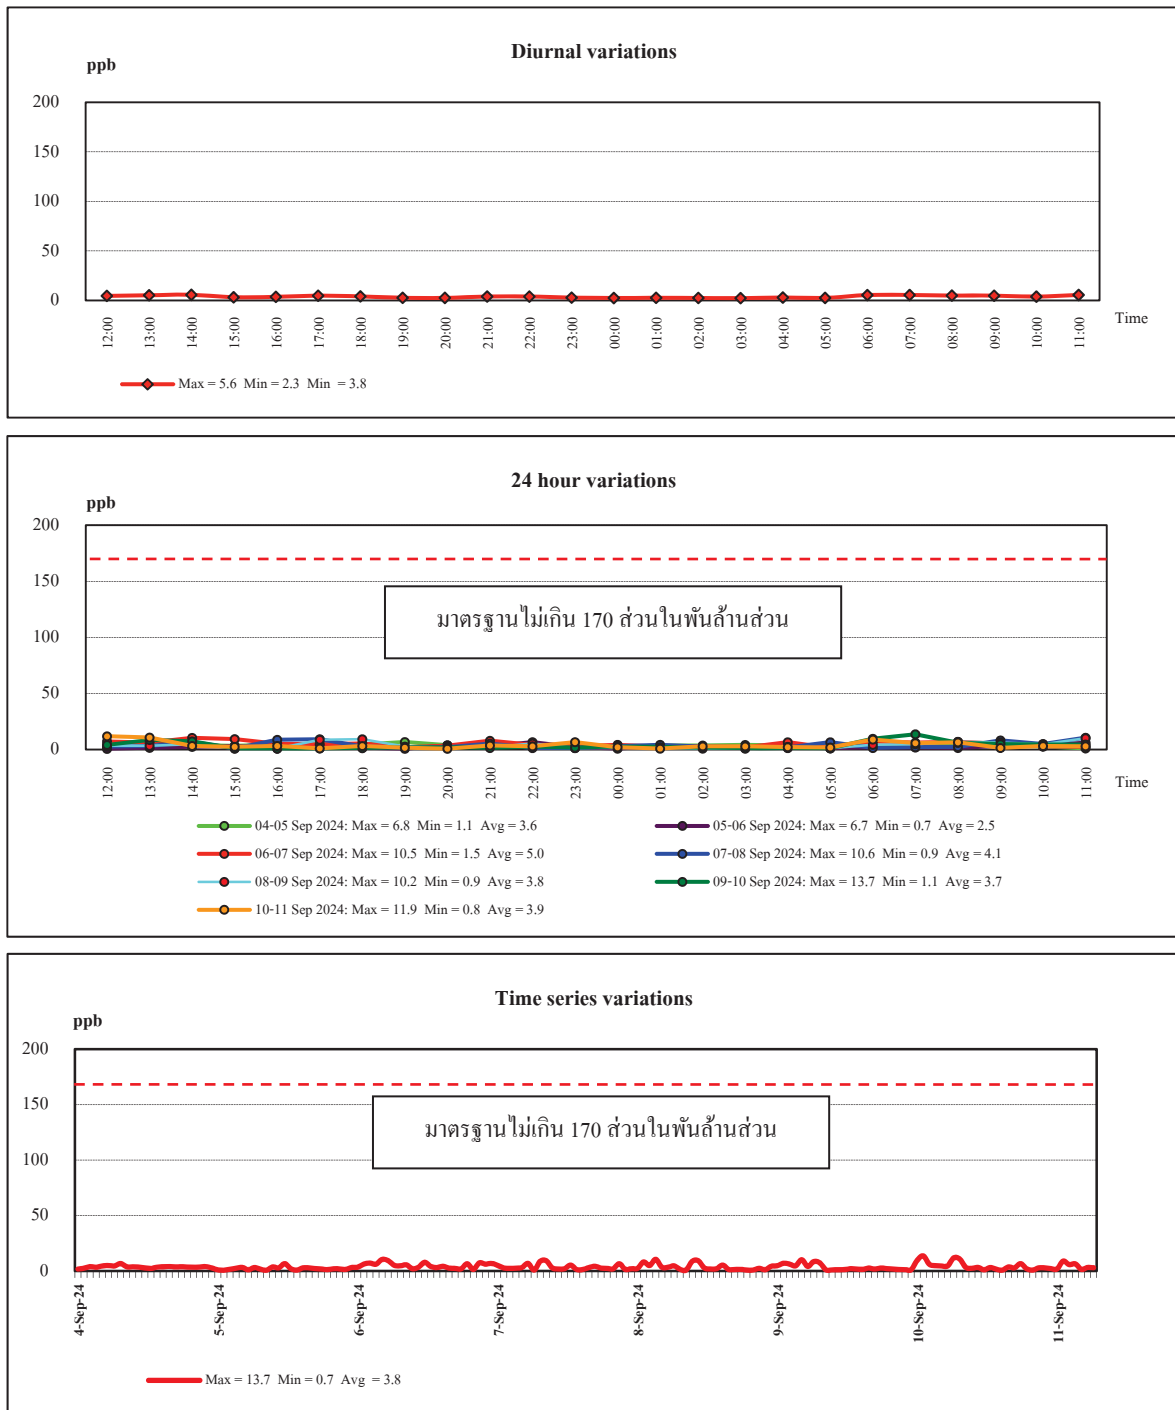 Diurnal variations
ppb
200
150
100
50
0
12:00 13:00 14:00 15:00 16:00 17:00 18:00 19:00 20:00 21:00 22:00 23:00 00:00 01:00 02:00 03:00 04:00 05:00 06:00 07:00 08:00 09:00 10:00 11:00
Time
Max = 5.6 Min = 2.3 Min = 3.8
24 hour variations
ppb
200
150
100
50
0
มาตรฐานไม่เกิน 170 ส่วนในพันล้านส่วน
12:00 13:00 14:00 15:00 16:00 17:00 18:00 19:00 20:00 21:00 22:00 23:00 00:00 01:00 02:00 03:00 04:00 05:00 06:00 07:00 08:00 09:00 10:00 11:00
Time
04-05 Sep 2024: Max = 6.8 Min = 1.1 Avg = 3.6
05-06 Sep 2024: Max = 6.7 Min = 0.7 Avg = 2.5
06-07 Sep 2024: Max = 10.5 Min = 1.5 Avg = 5.0
07-08 Sep 2024: Max = 10.6 Min = 0.9 Avg = 4.1
08-09 Sep 2024: Max = 10.2 Min = 0.9 Avg = 3.8
09-10 Sep 2024: Max = 13.7 Min = 1.1 Avg = 3.7
10-11 Sep 2024: Max = 11.9 Min = 0.8 Avg = 3.9
Time series variations
ppb
200
150
100
50
0
มาตรฐานไม่เกิน 170 ส่วนในพันล้านส่วน
4-Sep-24 5-Sep-24 6-Sep-24 7-Sep-24 8-Sep-24 9-Sep-24 10-Sep-24 11-Sep-24
Max = 13.7 Min = 0.7 Avg = 3.8